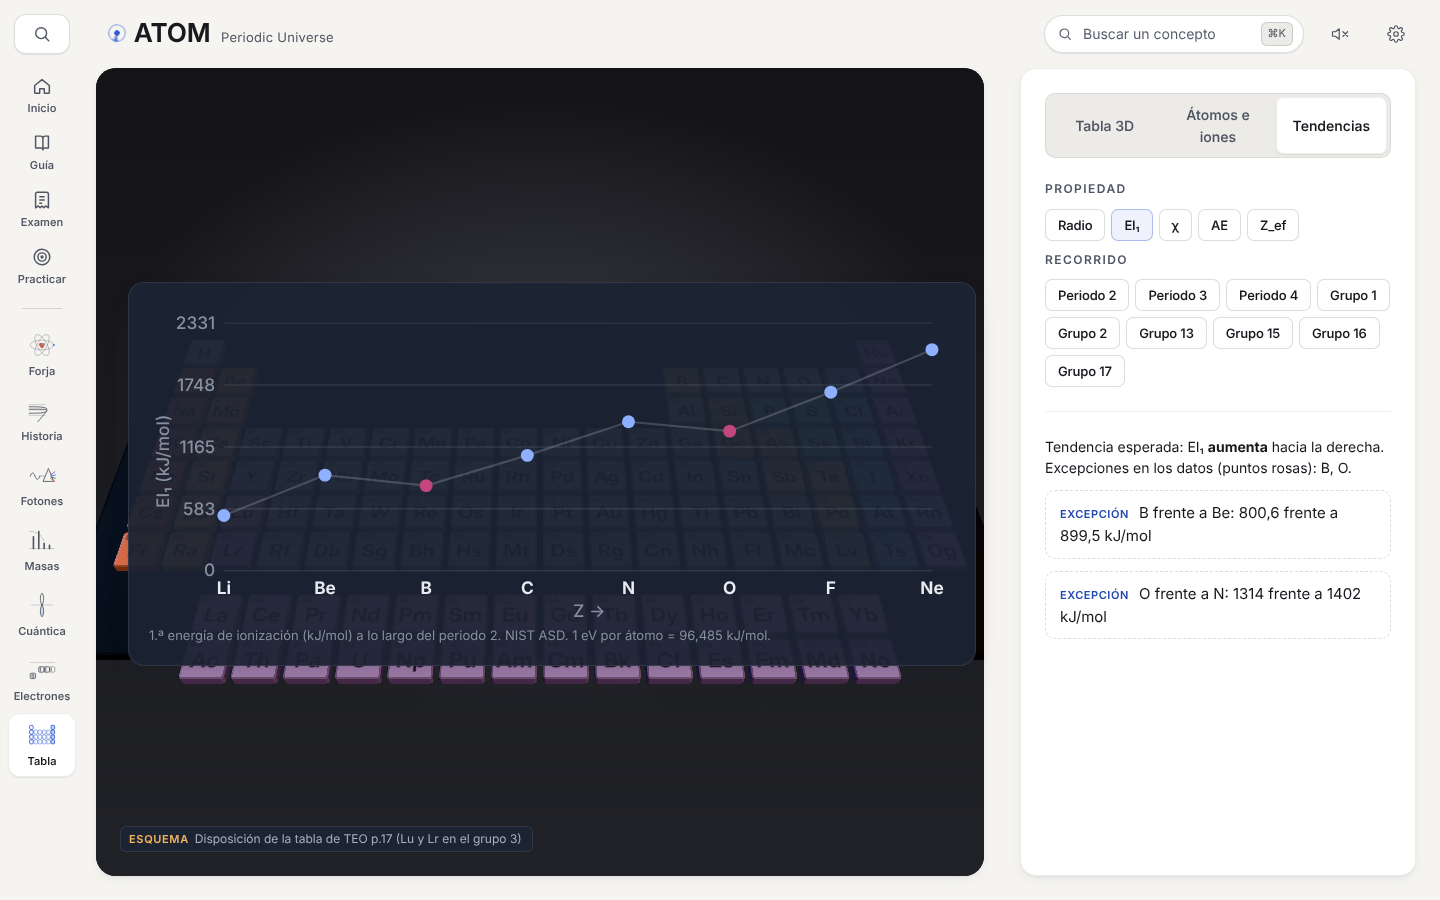 ATOM Periodic Universe
Buscar un concepto ⌘K
Inicio
Guía
Examen
Practicar
Forja
Historia
Fotones
Masas
Cuántica
Electrones
Tabla
2331
1748
1165
583
0
EI₁ (kJ/mol)
Li Be B C N O F Ne
Z →
1.ª energía de ionización (kJ/mol) a lo largo del periodo 2. NIST ASD. 1 eV por átomo = 96,485 kJ/mol.
ESQUEMA Disposición de la tabla de TEO p.17 (Lu y Lr en el grupo 3)
Tabla 3D
Átomos e
iones
Tendencias
PROPIEDAD
Radio EI₁ χ AE Z_ef
RECORRIDO
Periodo 2 Periodo 3 Periodo 4 Grupo 1
Grupo 2 Grupo 13 Grupo 15 Grupo 16
Grupo 17
Tendencia esperada: EI₁ aumenta hacia la derecha.
Excepciones en los datos (puntos rosas): B, O.
EXCEPCIÓN B frente a Be: 800,6 frente a
899,5 kJ/mol
EXCEPCIÓN O frente a N: 1314 frente a 1402
kJ/mol